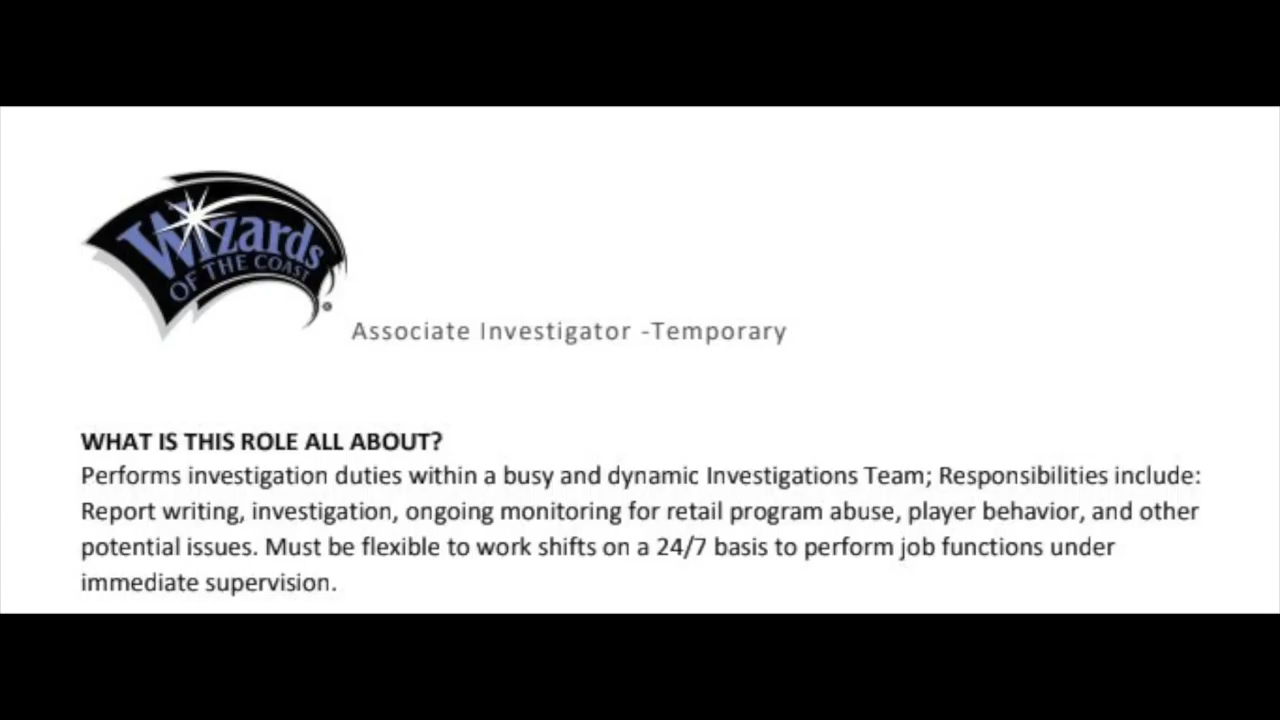 Wizards
OF THE COAST
®
Associate Investigator -Temporary
WHAT IS THIS ROLE ALL ABOUT?
Performs investigation duties within a busy and dynamic Investigations Team; Responsibilities include:
Report writing, investigation, ongoing monitoring for retail program abuse, player behavior, and other
potential issues. Must be flexible to work shifts on a 24/7 basis to perform job functions under
immediate supervision.